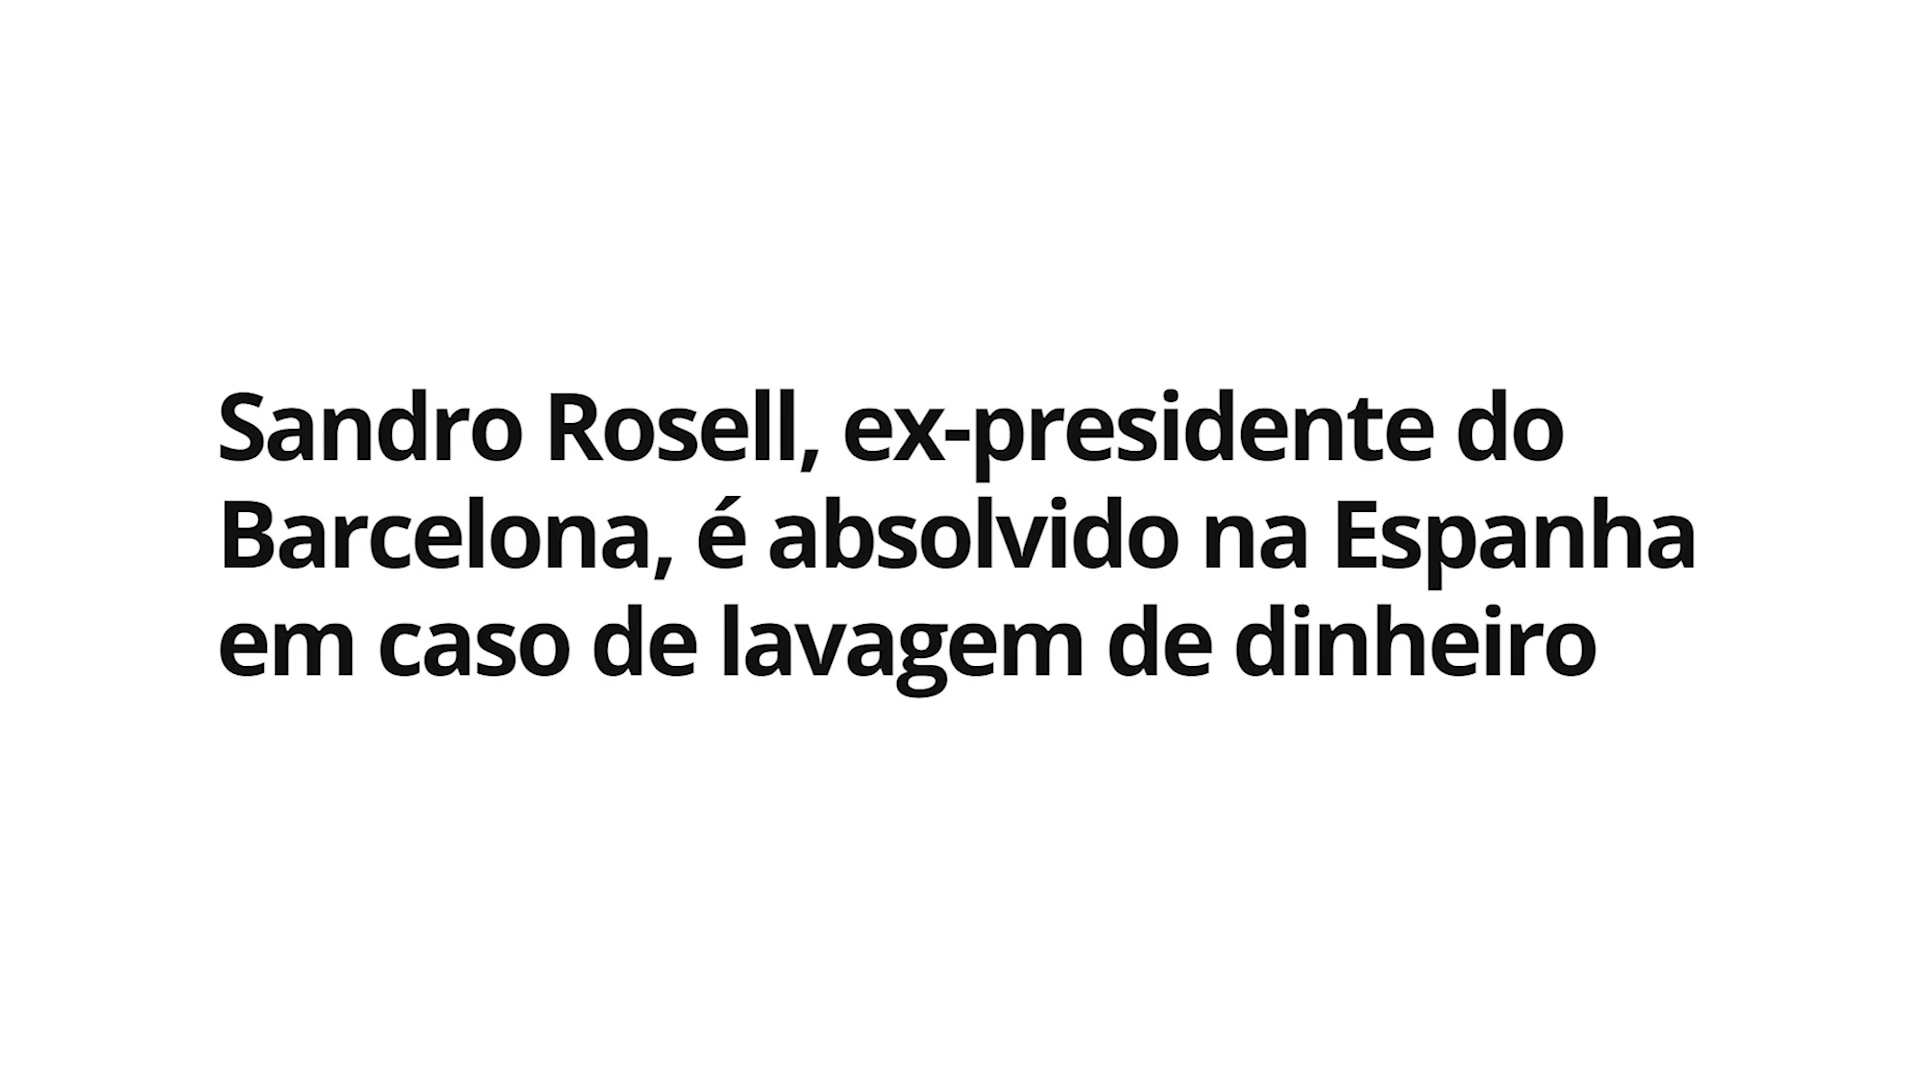 Sandro Rosell, ex-presidente do
Barcelona, é absolvido na Espanha
em caso de lavagem de dinheiro